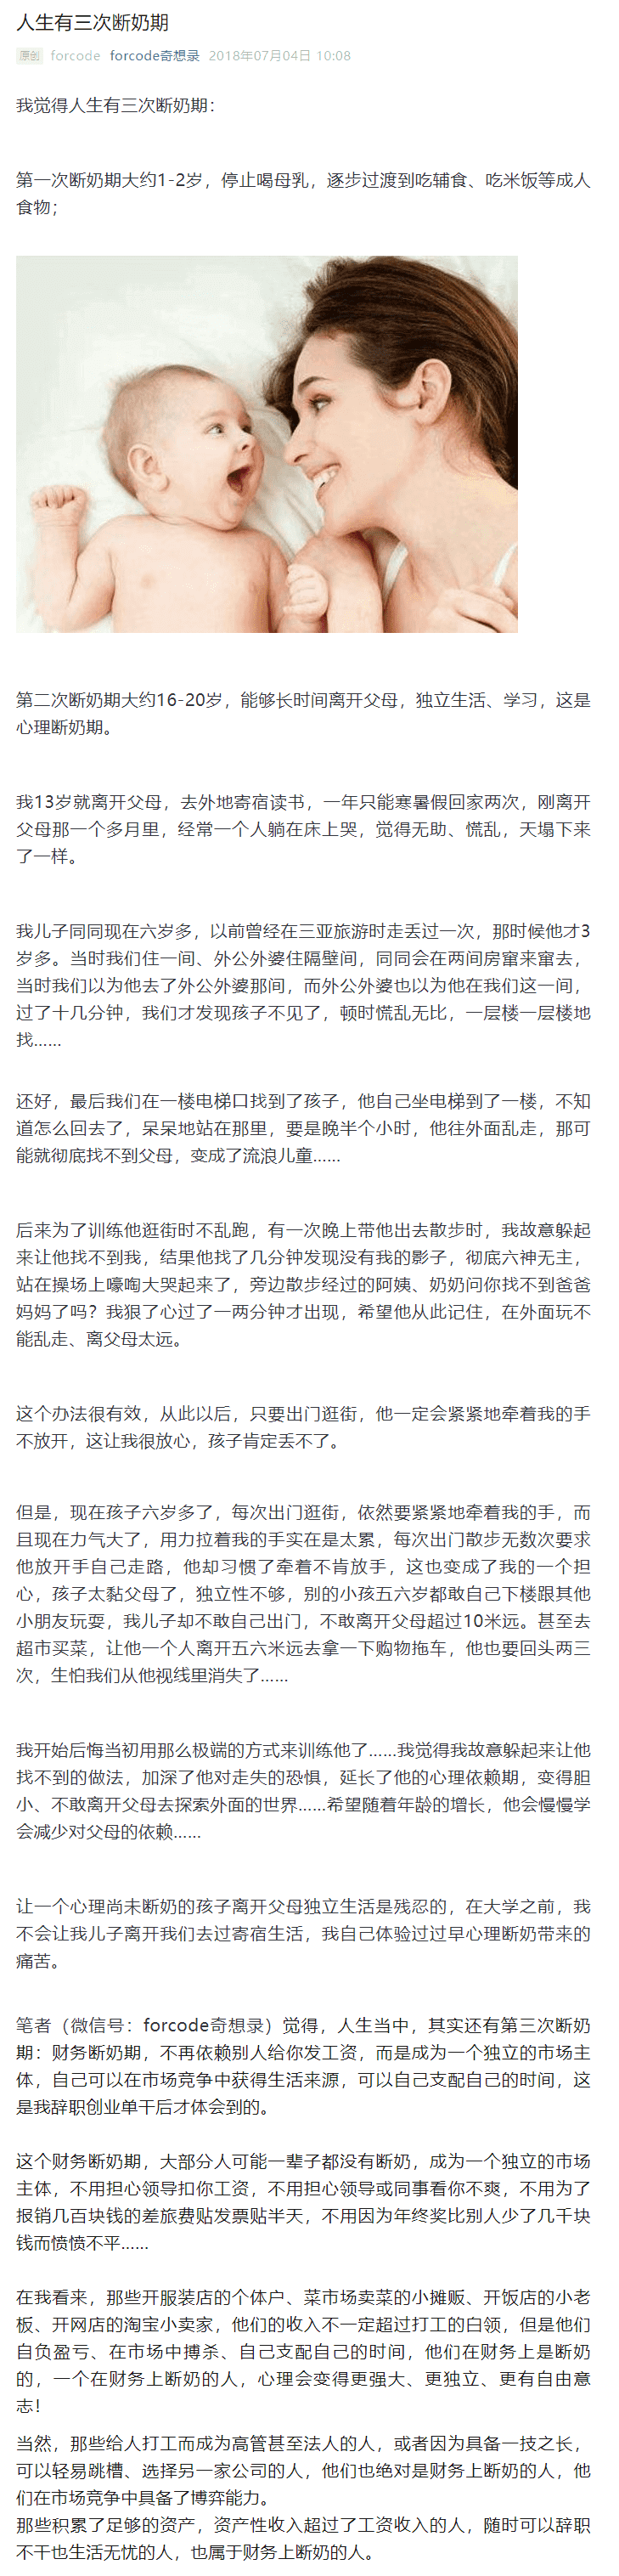 人生有三次断奶期
原创 forcode forcode奇想录 2018年07月04日 10:08
我觉得人生有三次断奶期：
第一次断奶期大约1-2岁，停止喝母乳，逐步过渡到吃辅食、吃米饭等成人
食物；
第二次断奶期大约16-20岁，能够长时间离开父母，独立生活、学习，这是
心理断奶期。
我13岁就离开父母，去外地寄宿读书，一年只能寒暑假回家两次，刚离开
父母那一个多月里，经常一个人躺在床上哭，觉得无助、慌乱，天塌下来
了一样。
我儿子同同现在六岁多，以前曾经在三亚旅游时走丢过一次，那时候他才3
岁多。当时我们住一间、外公外婆住隔壁间，同同会在两间房窜来窜去，
当时我们以为他去了外公外婆那间，而外公外婆也以为他在我们这一间，
过了十几分钟，我们才发现孩子不见了，顿时慌乱无比，一层楼一层楼地
找……
还好，最后我们在一楼电梯口找到了孩子，他自己坐电梯到了一楼，不知
道怎么回去了，呆呆地站在那里，要是晚半个小时，他往外面乱走，那可
能就彻底找不到父母，变成了流浪儿童……
后来为了训练他逛街时不乱跑，有一次晚上带他出去散步时，我故意躲起
来让他找不到我，结果他找了几分钟发现没有我的影子，彻底六神无主，
站在操场上嚎啕大哭起来了，旁边散步经过的阿姨、奶奶问你找不到爸爸
妈妈了吗？我狠了心过了一两分钟才出现，希望他从此记住，在外面玩不
能乱走、离父母太远。
这个办法很有效，从此以后，只要出门逛街，他一定会紧紧地牵着我的手
不放开，这让我很放心，孩子肯定丢不了。
但是，现在孩子六岁多了，每次出门逛街，依然要紧紧地牵着我的手，而
且现在力气大了，用力拉着我的手实在是太累，每次出门散步无数次要求
他放开手自己走路，他却习惯了牵着不肯放手，这也变成了我的一个担
心，孩子太黏父母了，独立性不够，别的小孩五六岁都敢自己下楼跟其他
小朋友玩耍，我儿子却不敢自己出门，不敢离开父母超过10米远。甚至去
超市买菜，让他一个人离开五六米远去拿一下购物拖车，他也要回头两三
次，生怕我们从他视线里消失了……
我开始后悔当初用那么极端的方式来训练他了……我觉得我故意躲起来让他
找不到的做法，加深了他对走失的恐惧，延长了他的心理依赖期，变得胆
小、不敢离开父母去探索外面的世界……希望随着年龄的增长，他会慢慢学
会减少对父母的依赖……
让一个心理尚未断奶的孩子离开父母独立生活是残忍的，在大学之前，我
不会让我儿子离开我们去过寄宿生活，我自己体验过过早心理断奶带来的
痛苦。
笔者（微信号：forcode奇想录）觉得，人生当中，其实还有第三次断奶
期：财务断奶期，不再依赖别人给你发工资，而是成为一个独立的市场主
体，自己可以在市场竞争中获得生活来源，可以自己支配自己的时间，这
是我辞职创业单干后才体会到的。
这个财务断奶期，大部分人可能一辈子都没有断奶，成为一个独立的市场
主体，不用担心领导扣你工资，不用担心领导或同事看你不爽，不用为了
报销几百块钱的差旅费贴发票贴半天，不用因为年终奖比别人少了几千块
钱而愤愤不平……
在我看来，那些开服装店的个体户、菜市场卖菜的小摊贩、开饭店的小老
板、开网店的淘宝小卖家，他们的收入不一定超过打工的白领，但是他们
自负盈亏、在市场中搏杀、自己支配自己的时间，他们在财务上是断奶
的，一个在财务上断奶的人，心理会变得更强大、更独立、更有自由意
志！
当然，那些给人打工而成为高管甚至法人的人，或者因为具备一技之长，
可以轻易跳槽、选择另一家公司的人，他们也绝对是财务上断奶的人，他
们在市场竞争中具备了博弈能力。
那些积累了足够的资产，资产性收入超过了工资收入的人，随时可以辞职
不干也生活无忧的人，也属于财务上断奶的人。